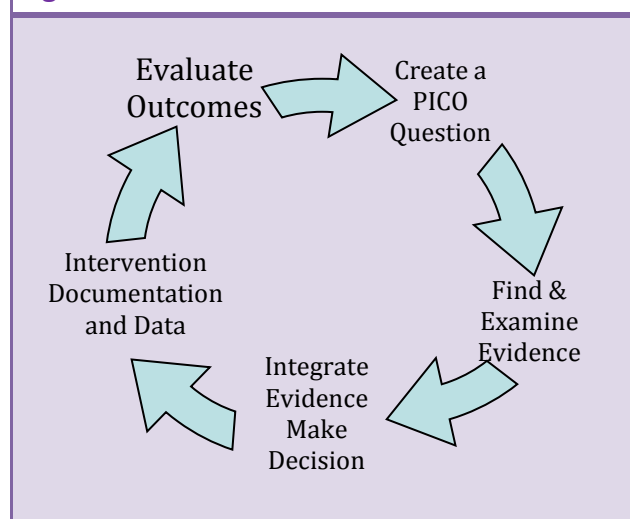 Evaluate
Outcomes
Create a
PICO
Question
Find &
Examine
Evidence
Integrate
Evidence
Make
Decision
Intervention
Documentation
and Data